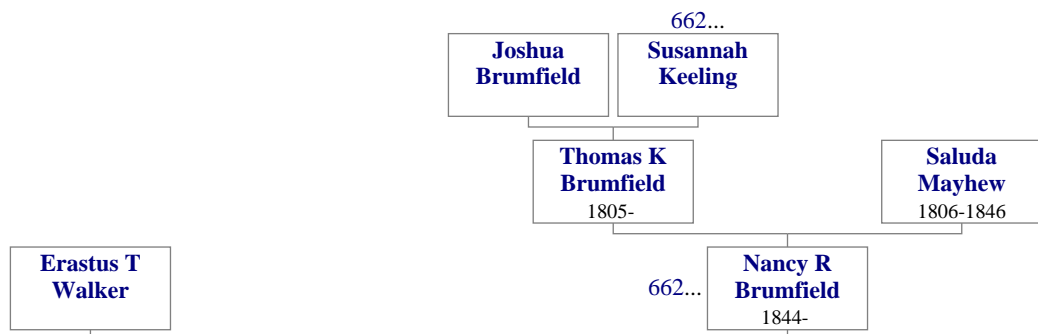 662...
Joshua
Brumfield
Susannah
Keeling
Thomas K
Brumfield
1805-
Saluda
Mayhew
1806-1846
Erastus T
Walker
662...
Nancy R
Brumfield
1844-